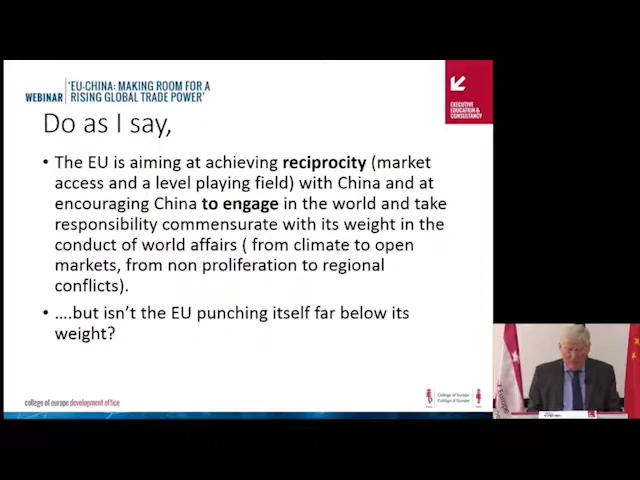 WEBINAR
'EU-CHINA: MAKING ROOM FOR A
RISING GLOBAL TRADE POWER'
EXECUTIVE
EDUCATION &
CONSULTANCY
Do as I say,
• The EU is aiming at achieving reciprocity (market
access and a level playing field) with China and at
encouraging China to engage in the world and take
responsibility commensurate with its weight in the
conduct of world affairs ( from climate to open
markets, from non proliferation to regional
conflicts).
• ….but isn't the EU punching itself far below its
weight?
college of europe development office
College of Europe
Collège d'Europe